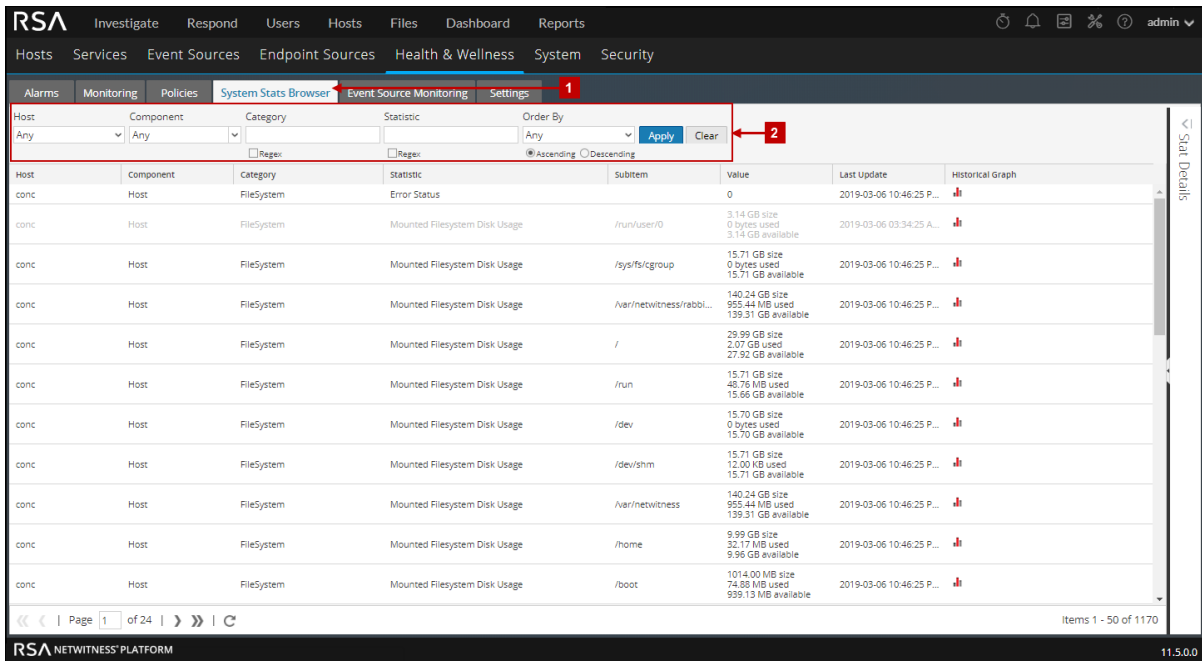 RSA Investigate Respond Users Hosts Files Dashboard Reports admin
Hosts Services Event Sources Endpoint Sources Health & Wellness System Security
Alarms Monitoring Policies System Stats Browser Event Source Monitoring Settings 1
Host Component Category Statistic Order By
Any Any Any Apply Clear 2
Regex Regex Ascending Descending
Stat Details
Host Component Category Statistic Subitem Value Last Update Historical Graph
conc Host FileSystem Error Status 0 2019-03-06 10:46:25 P...
3.14 GB size
conc Host FileSystem Mounted Filesystem Disk Usage /run/user/0 0 bytes used 2019-03-06 03:34:25 A...
3.14 GB available
15.71 GB size
conc Host FileSystem Mounted Filesystem Disk Usage /sys/fs/cgroup 0 bytes used 2019-03-06 10:46:25 P...
15.71 GB available
140.24 GB size
conc Host FileSystem Mounted Filesystem Disk Usage /var/netwitness/rabbi... 955.44 MB used 2019-03-06 10:46:25 P...
139.31 GB available
29.99 GB size
conc Host FileSystem Mounted Filesystem Disk Usage / 2.07 GB used 2019-03-06 10:46:25 P...
27.92 GB available
15.71 GB size
conc Host FileSystem Mounted Filesystem Disk Usage /run 48.76 MB used 2019-03-06 10:46:25 P...
15.66 GB available
15.70 GB size
conc Host FileSystem Mounted Filesystem Disk Usage /dev 0 bytes used 2019-03-06 10:46:25 P...
15.70 GB available
15.71 GB size
conc Host FileSystem Mounted Filesystem Disk Usage /dev/shm 12.00 KB used 2019-03-06 10:46:25 P...
15.71 GB available
140.24 GB size
conc Host FileSystem Mounted Filesystem Disk Usage /var/netwitness 955.44 MB used 2019-03-06 10:46:25 P...
139.31 GB available
9.99 GB size
conc Host FileSystem Mounted Filesystem Disk Usage /home 32.17 MB used 2019-03-06 10:46:25 P...
9.96 GB available
1014.00 MB size
conc Host FileSystem Mounted Filesystem Disk Usage /boot 74.88 MB used 2019-03-06 10:46:25 P...
939.13 MB available
Page 1 of 24 Items 1 - 50 of 1170
RSA NETWITNESS® PLATFORM 11.5.0.0